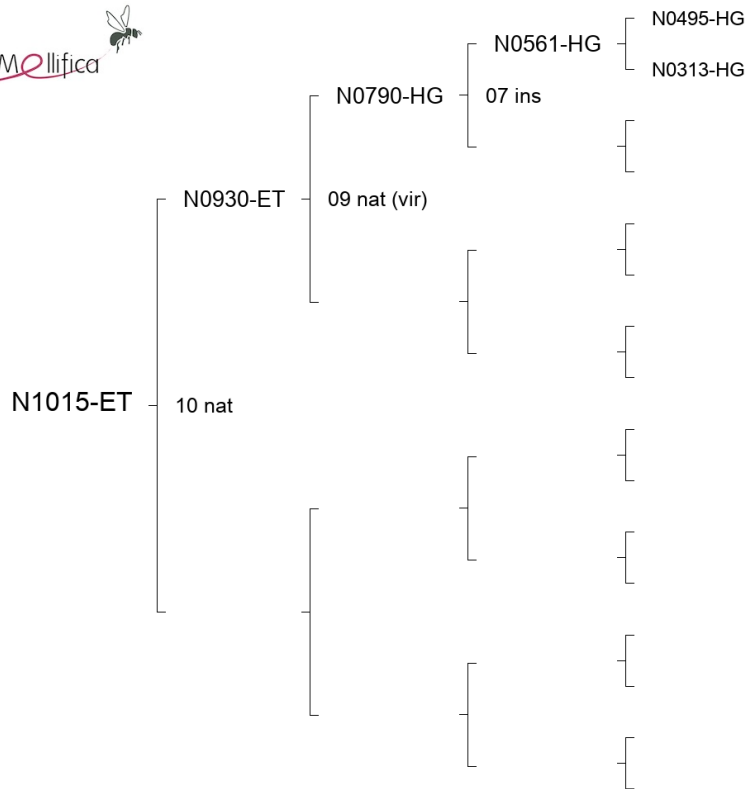 Mellifica
N0495-HG
N0561-HG
N0313-HG
N0790-HG
07 ins
N0930-ET
09 nat (vir)
N1015-ET
10 nat